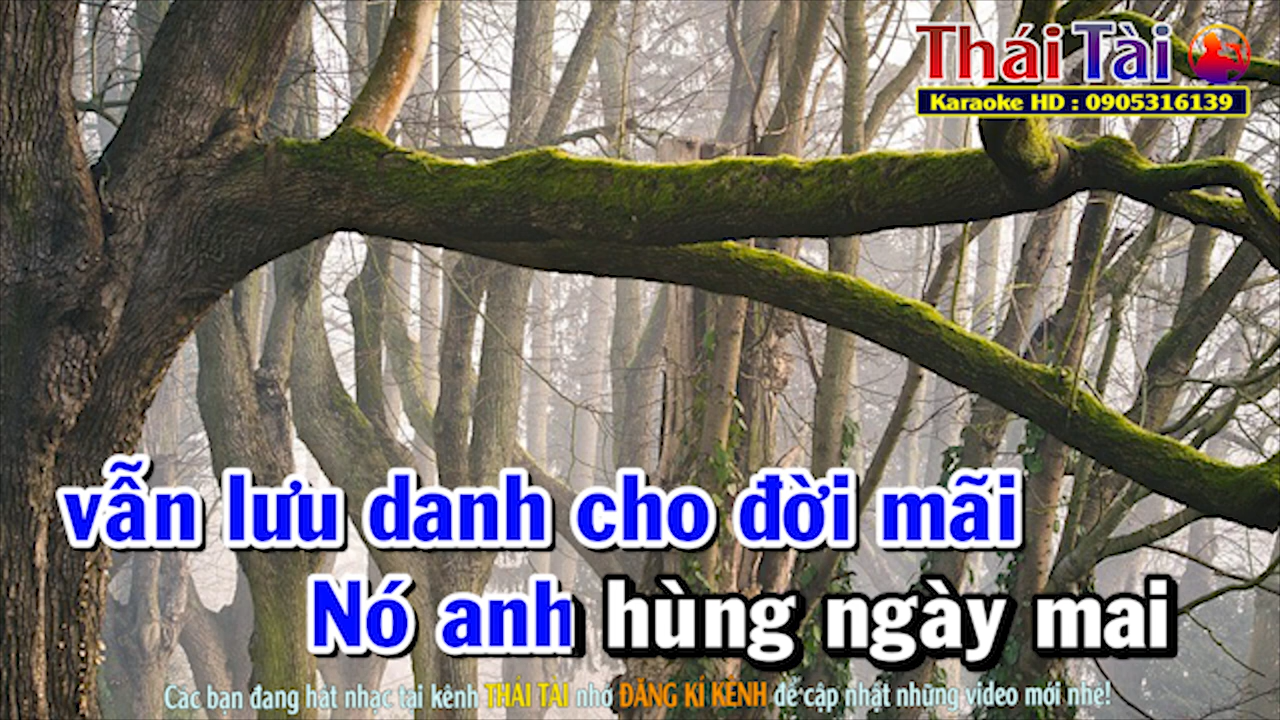 Thái Tài
Karaoke HD : 0905316139
vẫn lưu danh cho đời mãi
Nó anh hùng ngày mai
Các bạn đang hát nhạc tại kênh THÁI TÀI nhớ ĐĂNG KÍ KÊNH để cập nhật những video mới nhé!